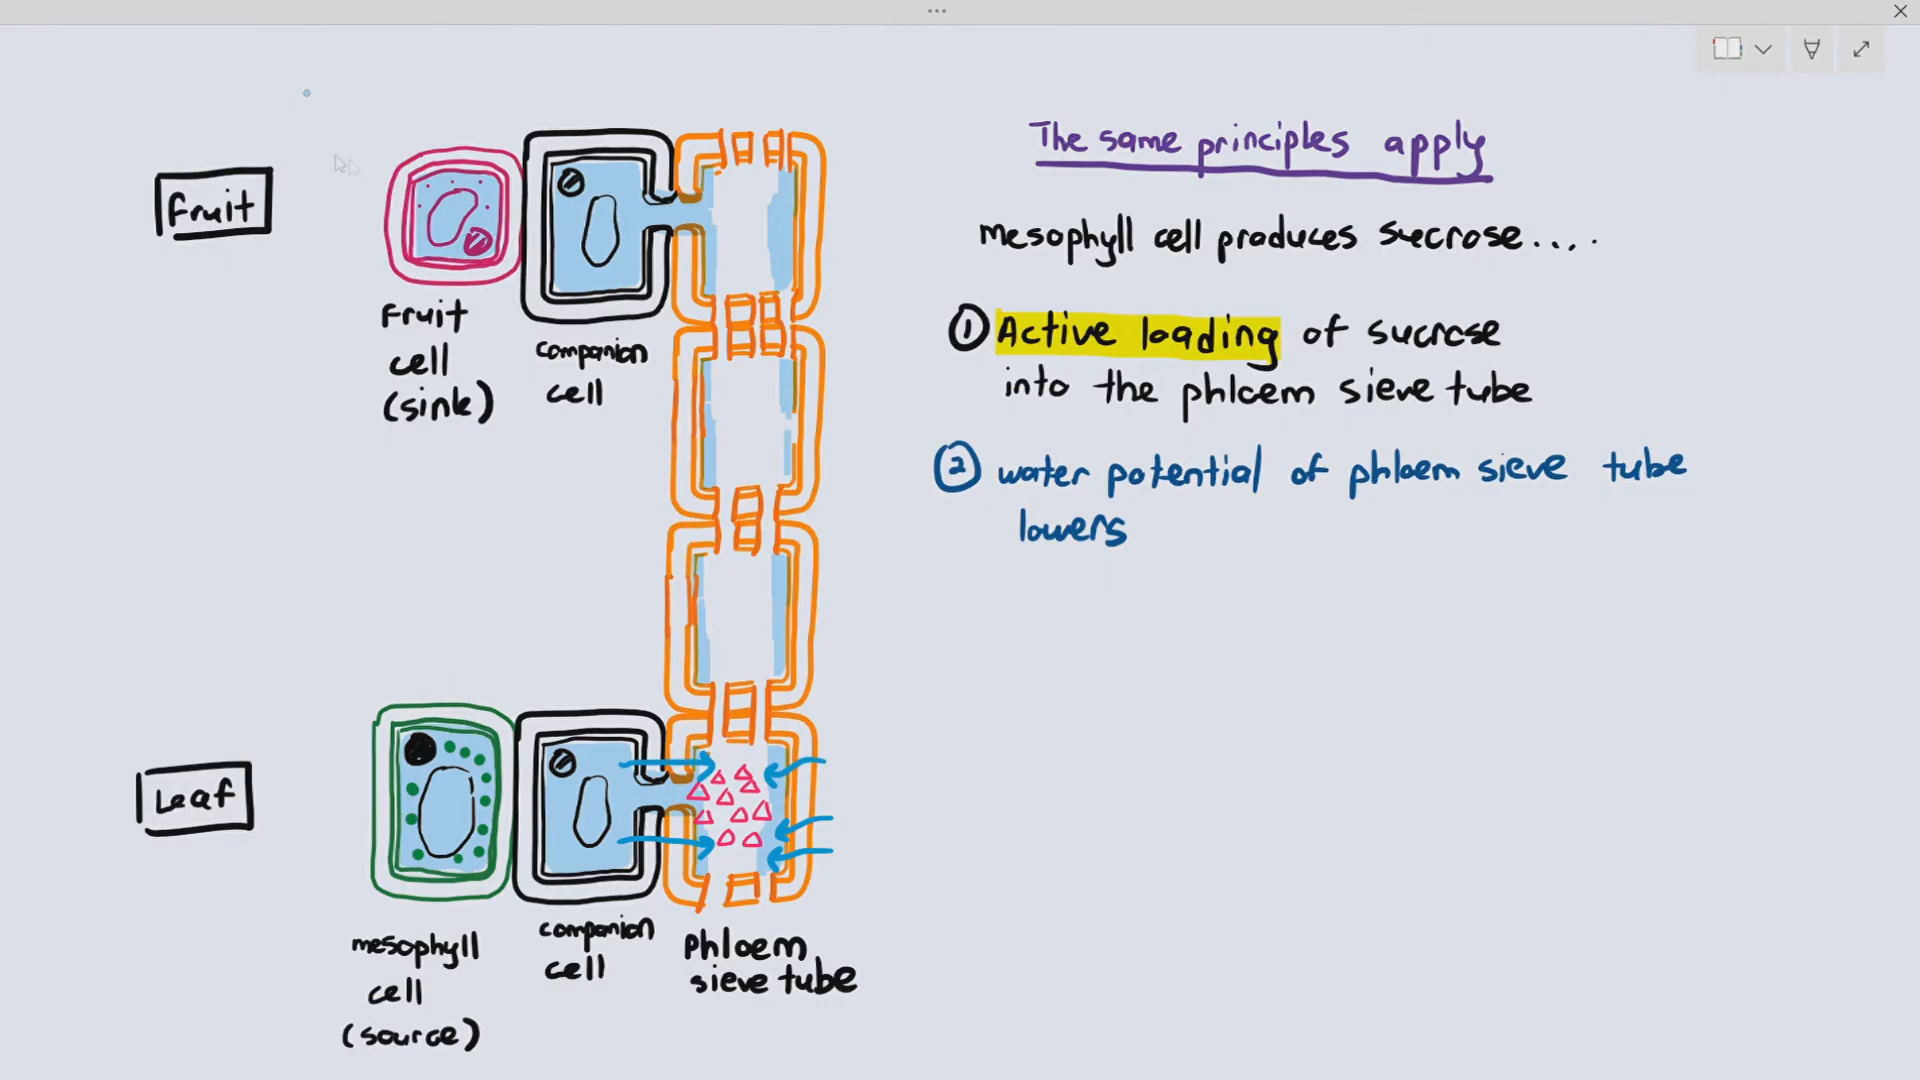 The same principles apply
mesophyll cell produces sucrose....
① Active loading of sucrose
into the phloem sieve tube
② water potential of phloem sieve tube
lowers
Fruit
Fruit
cell
(sink)
companion
cell
Leaf
mesophyll
cell
(source)
companion
cell
Phloem
sieve tube